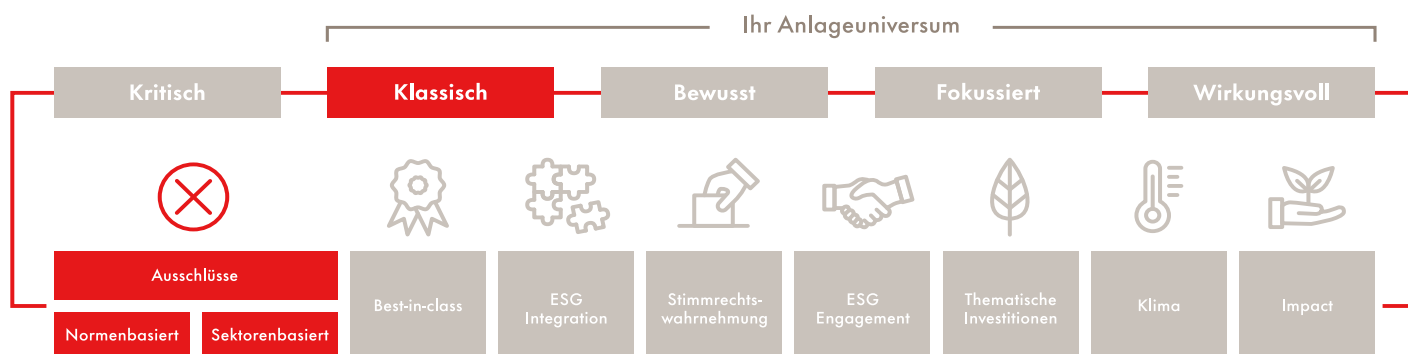 Ihr Anlageuniversum
Kritisch
Klassisch
Bewusst
Fokussiert
Wirkungsvoll
Ausschlüsse
Normenbasiert
Sektorenbasiert
Best-in-class
ESG
Integration
Stimmrechts-
wahrnehmung
ESG
Engagement
Thematische
Investitionen
Klima
Impact